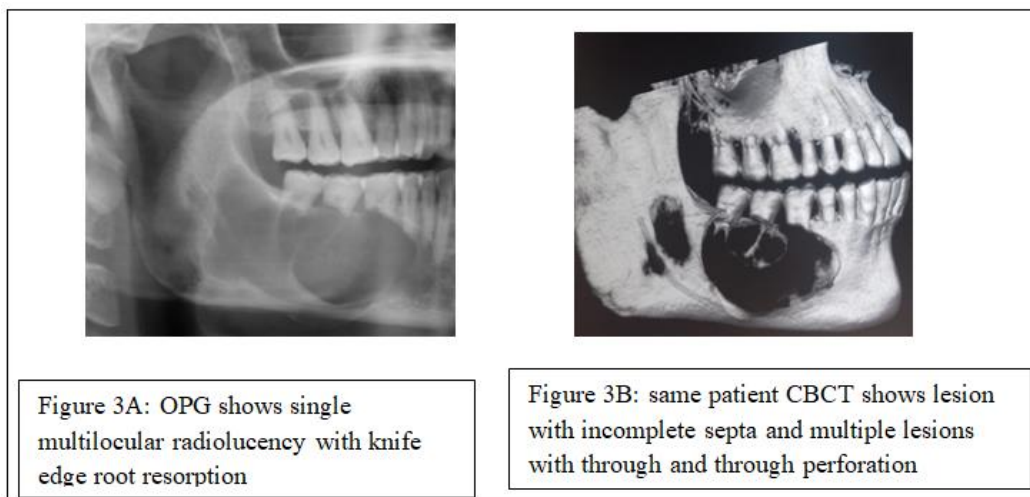 Figure 3A: OPG shows single
multilocular radiolucency with knife
edge root resorption
Figure 3B: same patient CBCT shows lesion
with incomplete septa and multiple lesions
with through and through perforation